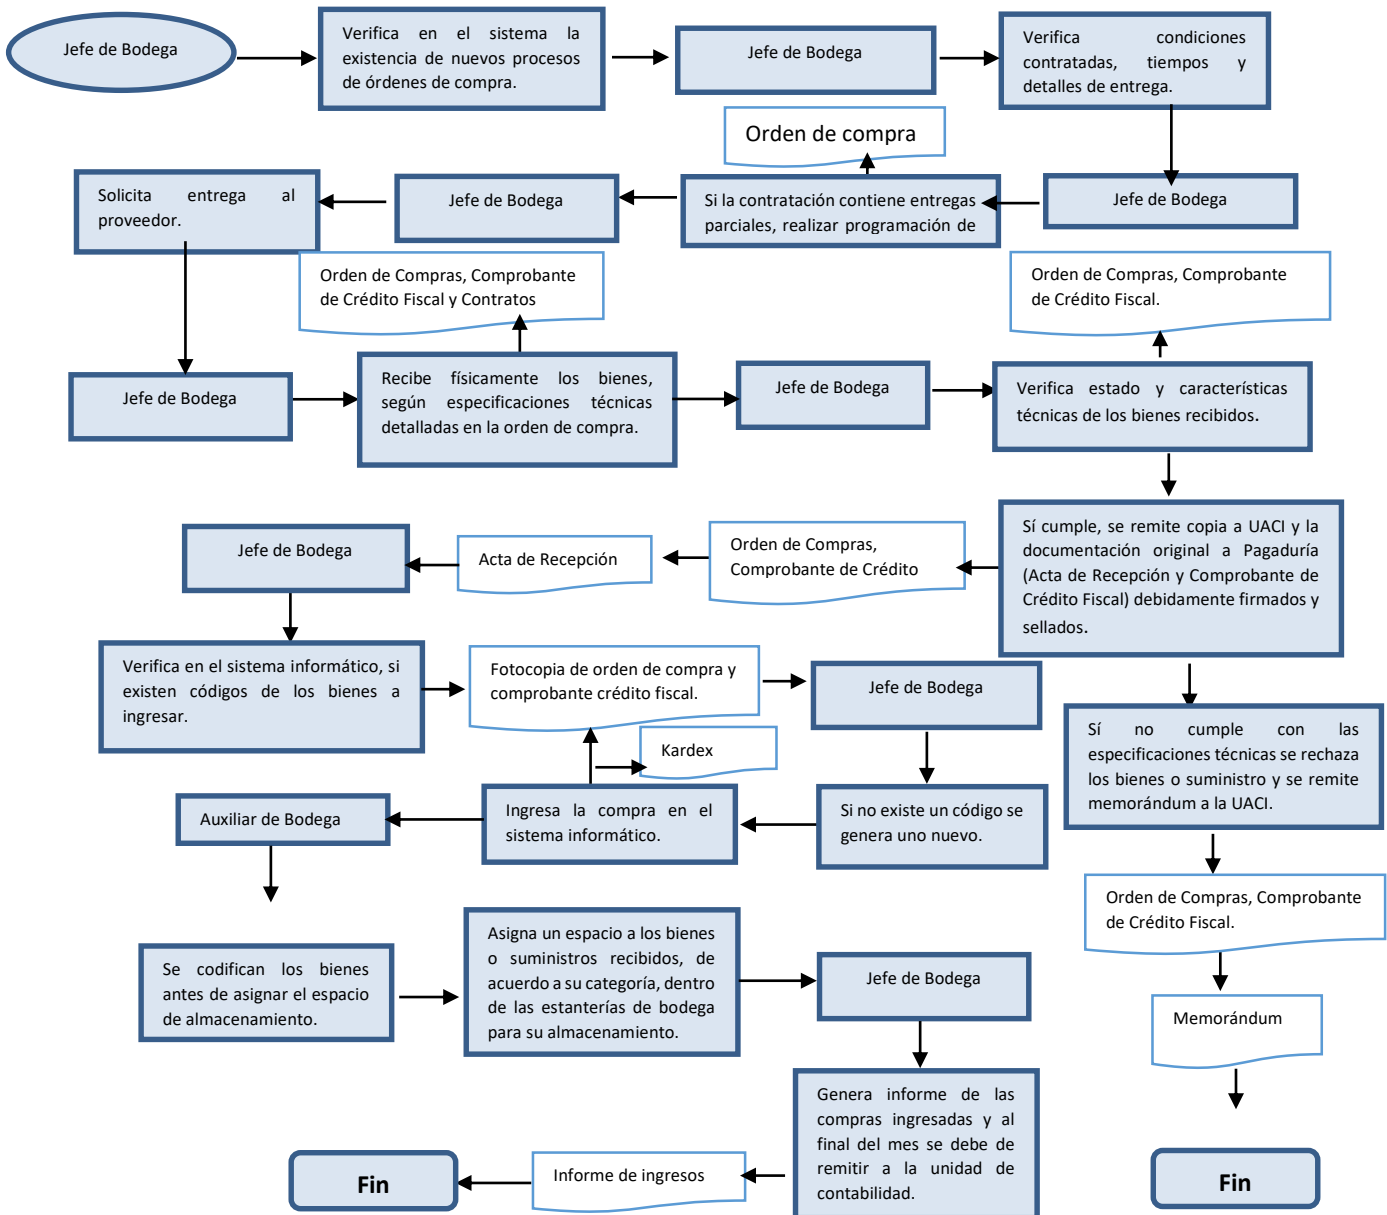 Jefe de Bodega
Verifica en el sistema la
existencia de nuevos procesos
de órdenes de compra.
Jefe de Bodega
Verifica condiciones
contratadas, tiempos y
detalles de entrega.
Orden de compra
Solicita entrega al
proveedor.
Jefe de Bodega
Si la contratación contiene entregas
parciales, realizar programación de
Jefe de Bodega
Orden de Compras, Comprobante
de Crédito Fiscal y Contratos
Orden de Compras, Comprobante
de Crédito Fiscal.
Jefe de Bodega
Recibe físicamente los bienes,
según especificaciones técnicas
detalladas en la orden de compra.
Jefe de Bodega
Verifica estado y características
técnicas de los bienes recibidos.
Jefe de Bodega
Acta de Recepción
Orden de Compras,
Comprobante de Crédito
Sí cumple, se remite copia a UACI y la
documentación original a Pagaduría
(Acta de Recepción y Comprobante de
Crédito Fiscal) debidamente firmados y
sellados.
Verifica en el sistema informático, si
existen códigos de los bienes a
ingresar.
Fotocopia de orden de compra y
comprobante crédito fiscal.
Jefe de Bodega
Kardex
Sí no cumple con las
especificaciones técnicas se rechaza
los bienes o suministro y se remite
memorándum a la UACI.
Auxiliar de Bodega
Ingresa la compra en el
sistema informático.
Si no existe un código se
genera uno nuevo.
Orden de Compras, Comprobante
de Crédito Fiscal.
Se codifican los bienes
antes de asignar el espacio
de almacenamiento.
Asigna un espacio a los bienes
o suministros recibidos, de
acuerdo a su categoría, dentro
de las estanterías de bodega
para su almacenamiento.
Jefe de Bodega
Memorándum
Genera informe de las
compras ingresadas y al
final del mes se debe de
remitir a la unidad de
contabilidad.
Fin
Informe de ingresos
Fin